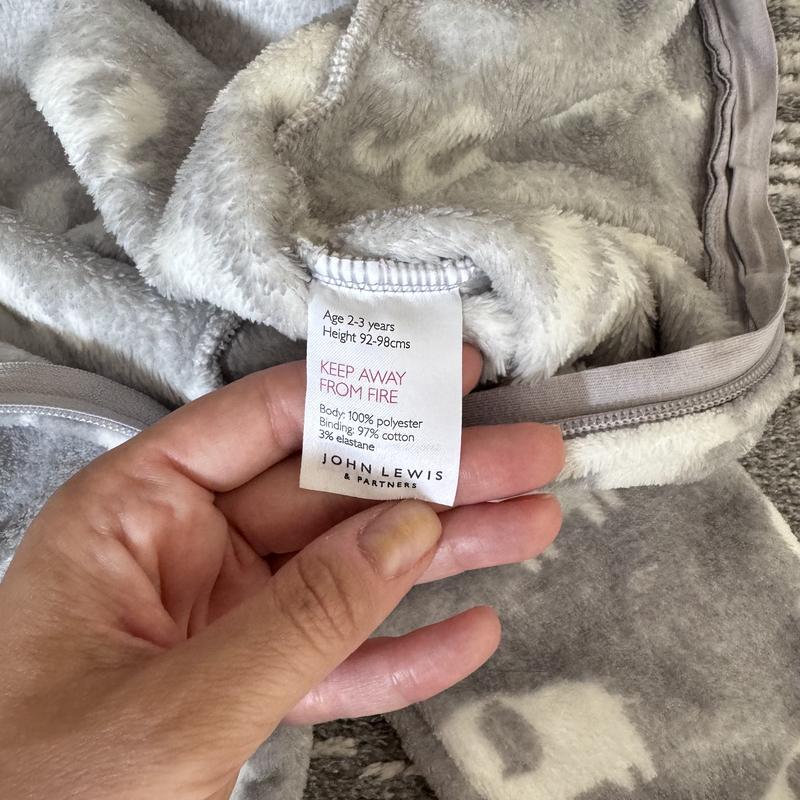 Age 2-3 years
Height 92-98cms
KEEP AWAY
FROM FIRE
Body: 100% polyester
Binding: 97% cotton
3% elastane
JOHN LEWIS
& PARTNERS